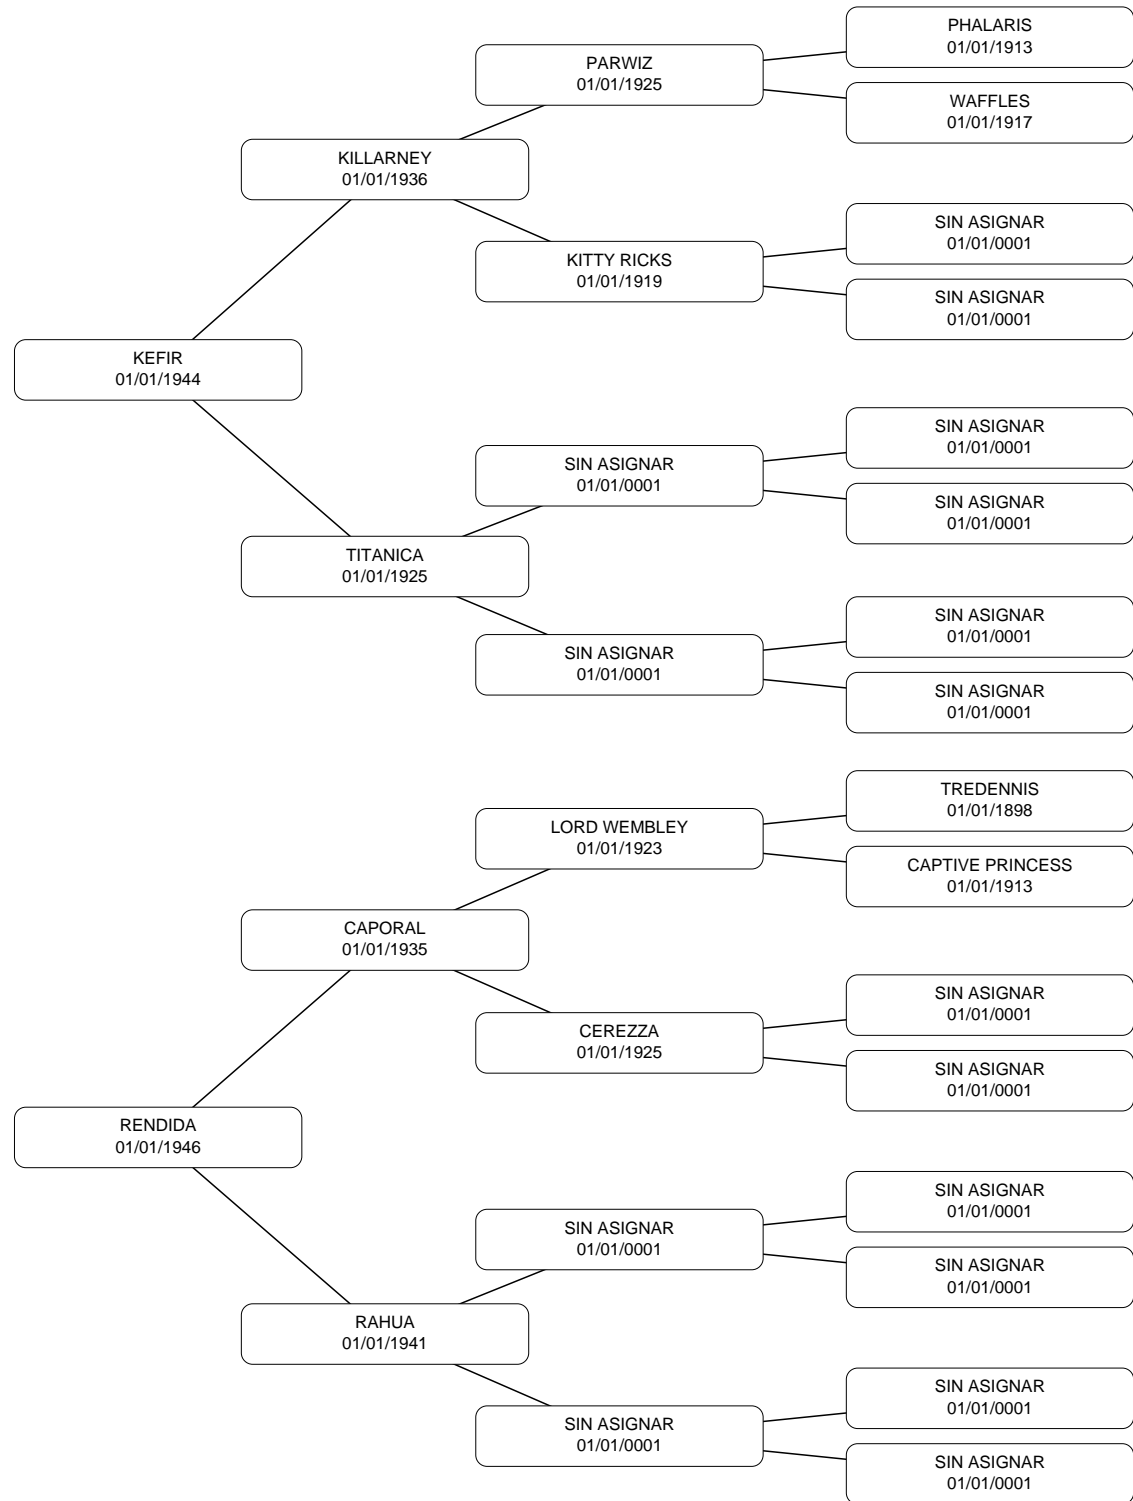 PHALARIS
01/01/1913
PARWIZ
01/01/1925
WAFFLES
01/01/1917
KILLARNEY
01/01/1936
SIN ASIGNAR
01/01/0001
KITTY RICKS
01/01/1919
SIN ASIGNAR
01/01/0001
KEFIR
01/01/1944
SIN ASIGNAR
01/01/0001
SIN ASIGNAR
01/01/0001
SIN ASIGNAR
01/01/0001
TITANICA
01/01/1925
SIN ASIGNAR
01/01/0001
SIN ASIGNAR
01/01/0001
SIN ASIGNAR
01/01/0001
TREDENNIS
01/01/1898
LORD WEMBLEY
01/01/1923
CAPTIVE PRINCESS
01/01/1913
CAPORAL
01/01/1935
SIN ASIGNAR
01/01/0001
CEREZZA
01/01/1925
SIN ASIGNAR
01/01/0001
RENDIDA
01/01/1946
SIN ASIGNAR
01/01/0001
SIN ASIGNAR
01/01/0001
SIN ASIGNAR
01/01/0001
RAHUA
01/01/1941
SIN ASIGNAR
01/01/0001
SIN ASIGNAR
01/01/0001
SIN ASIGNAR
01/01/0001